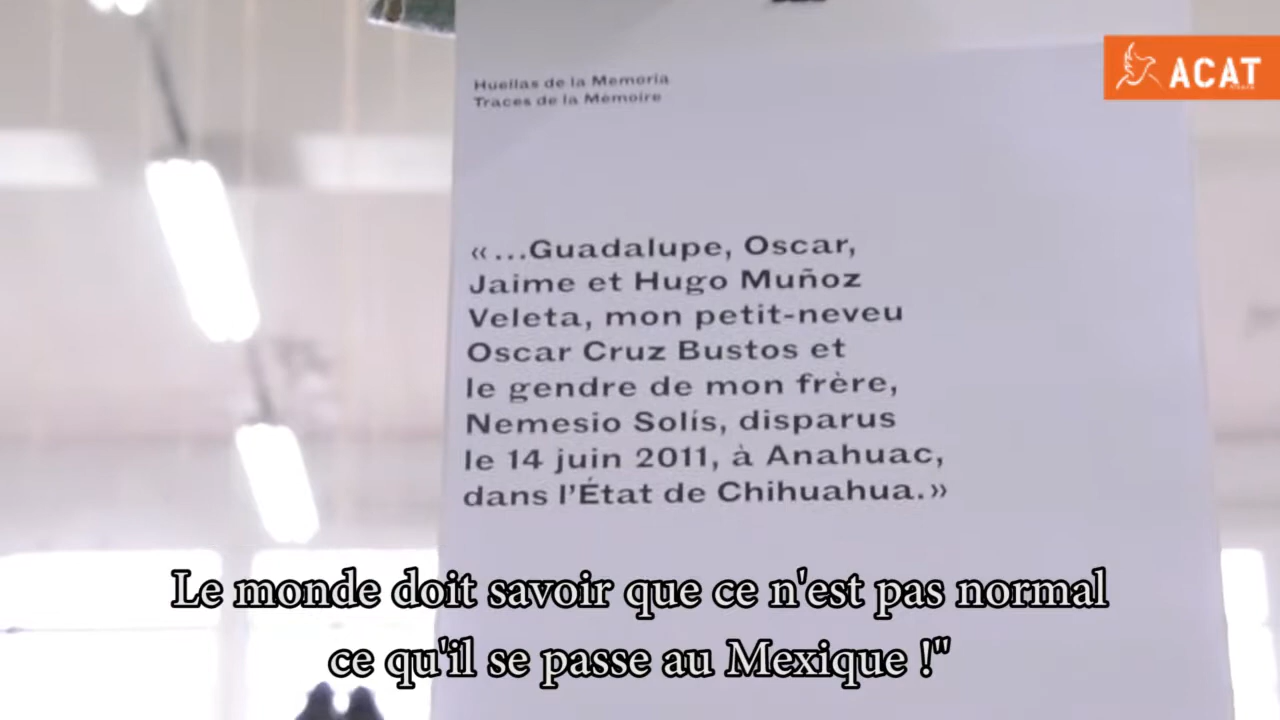 Huellas de la Memoria
Traces de la Mémoire
ACAT
«...Guadalupe, Oscar,
Jaime et Hugo Muñoz
Veleta, mon petit-neveu
Oscar Cruz Bustos et
le gendre de mon frère,
Nemesio Solís, disparus
le 14 juin 2011, à Anahuac,
dans l'État de Chihuahua.»
Le monde doit savoir que ce n'est pas normal
ce qu'il se passe au Mexique !"